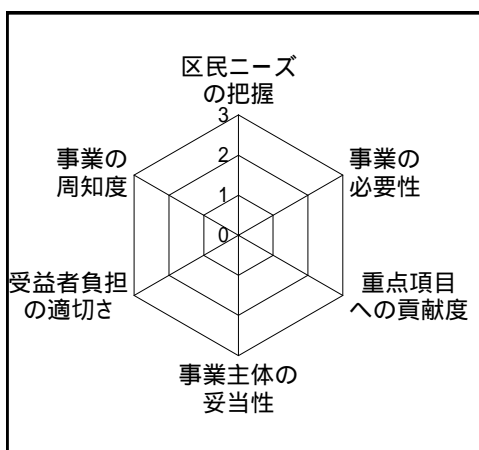 区民ニーズ
の把握
3
2
1
0
事業の
必要性
重点項目
への貢献度
事業主体の
妥当性
受益者負担
の適切さ
事業の
周知度